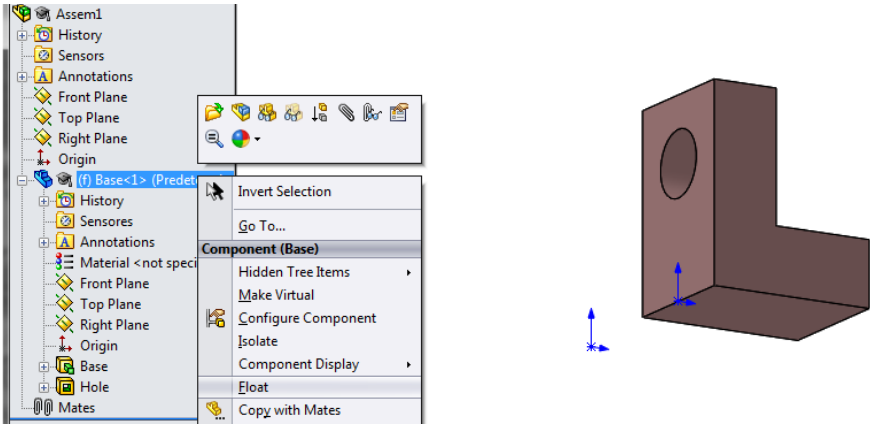 Assem1
History
Sensors
Annotations
Front Plane
Top Plane
Right Plane
Origin
(f) Base<1>
History
Sensores
Annotations
Material <not speci
Front Plane
Top Plane
Right Plane
Origin
Base
Hole
Mates
Invert Selection
Go To...
Component (Base)
Hidden Tree Items
Make Virtual
Configure Component
Isolate
Component Display
Float
Copy with Mates